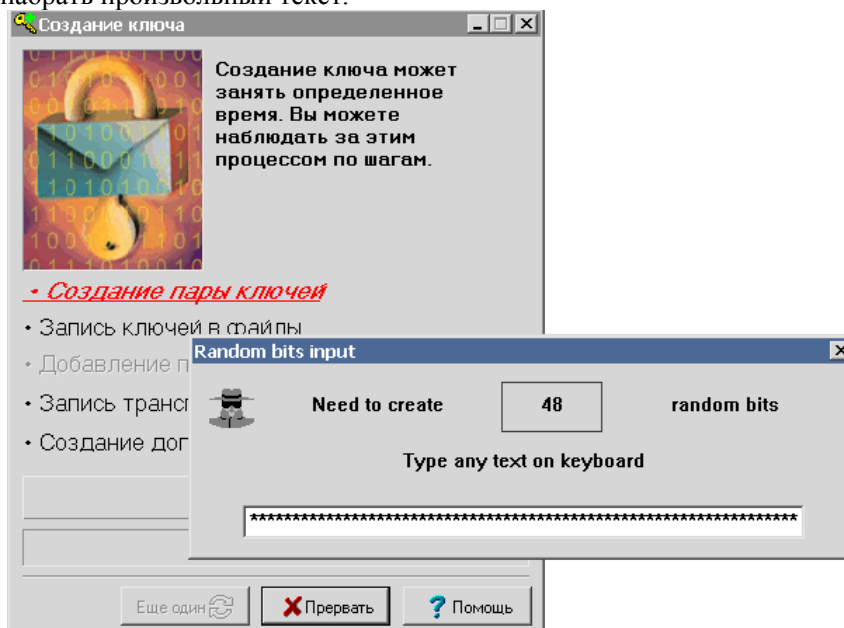 набрать произвольный текст.
Создание ключа
Создание ключа может
занять определенное
время. Вы можете
наблюдать за этим
процессом по шагам.
• Создание пары ключей
• Запись ключей в файлы
• Добавление
• Запись
• Создание
Random bits input
Need to create 48 random bits
Type any text on keyboard
******************************************************************
Еще один Прервать Помощь